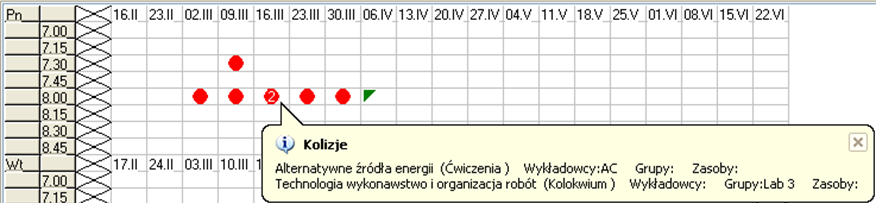 Pn 16.II 23.II 02.III 09.III 16.III 23.III 30.III 06.IV 13.IV 20.IV 27.IV 04.V 11.V 18.V 25.V 01.VI 08.VI 15.VI 22.VI
7.00
7.15
7.30
7.45
8.00 2
8.15
8.30
8.45
Kolizje
Alternatywne źródła energii (Ćwiczenia ) Wykładowcy:AC Grupy: Zasoby:
Technologia wykonawstwo i organizacja robót (Kolokwium ) Wykładowcy: Grupy:Lab 3 Zasoby:
Wt 17.II 24.II 03.III 10.III
7.00
7.15